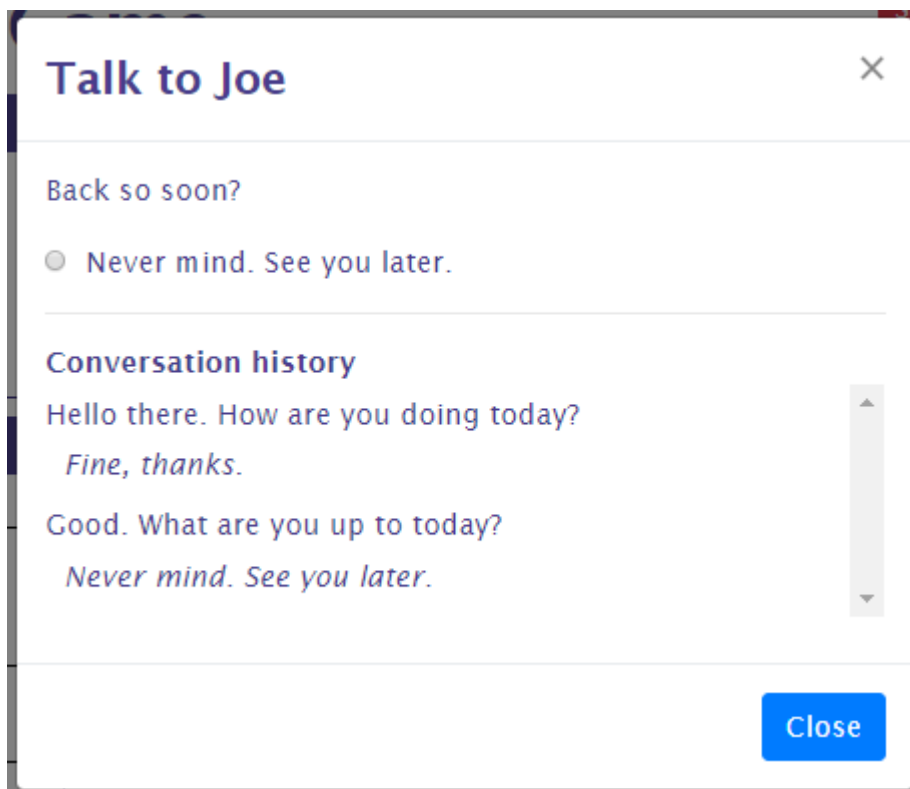 Talk to Joe
×
Back so soon?
Never mind. See you later.
Conversation history
Hello there. How are you doing today?
Fine, thanks.
Good. What are you up to today?
Never mind. See you later.
Close